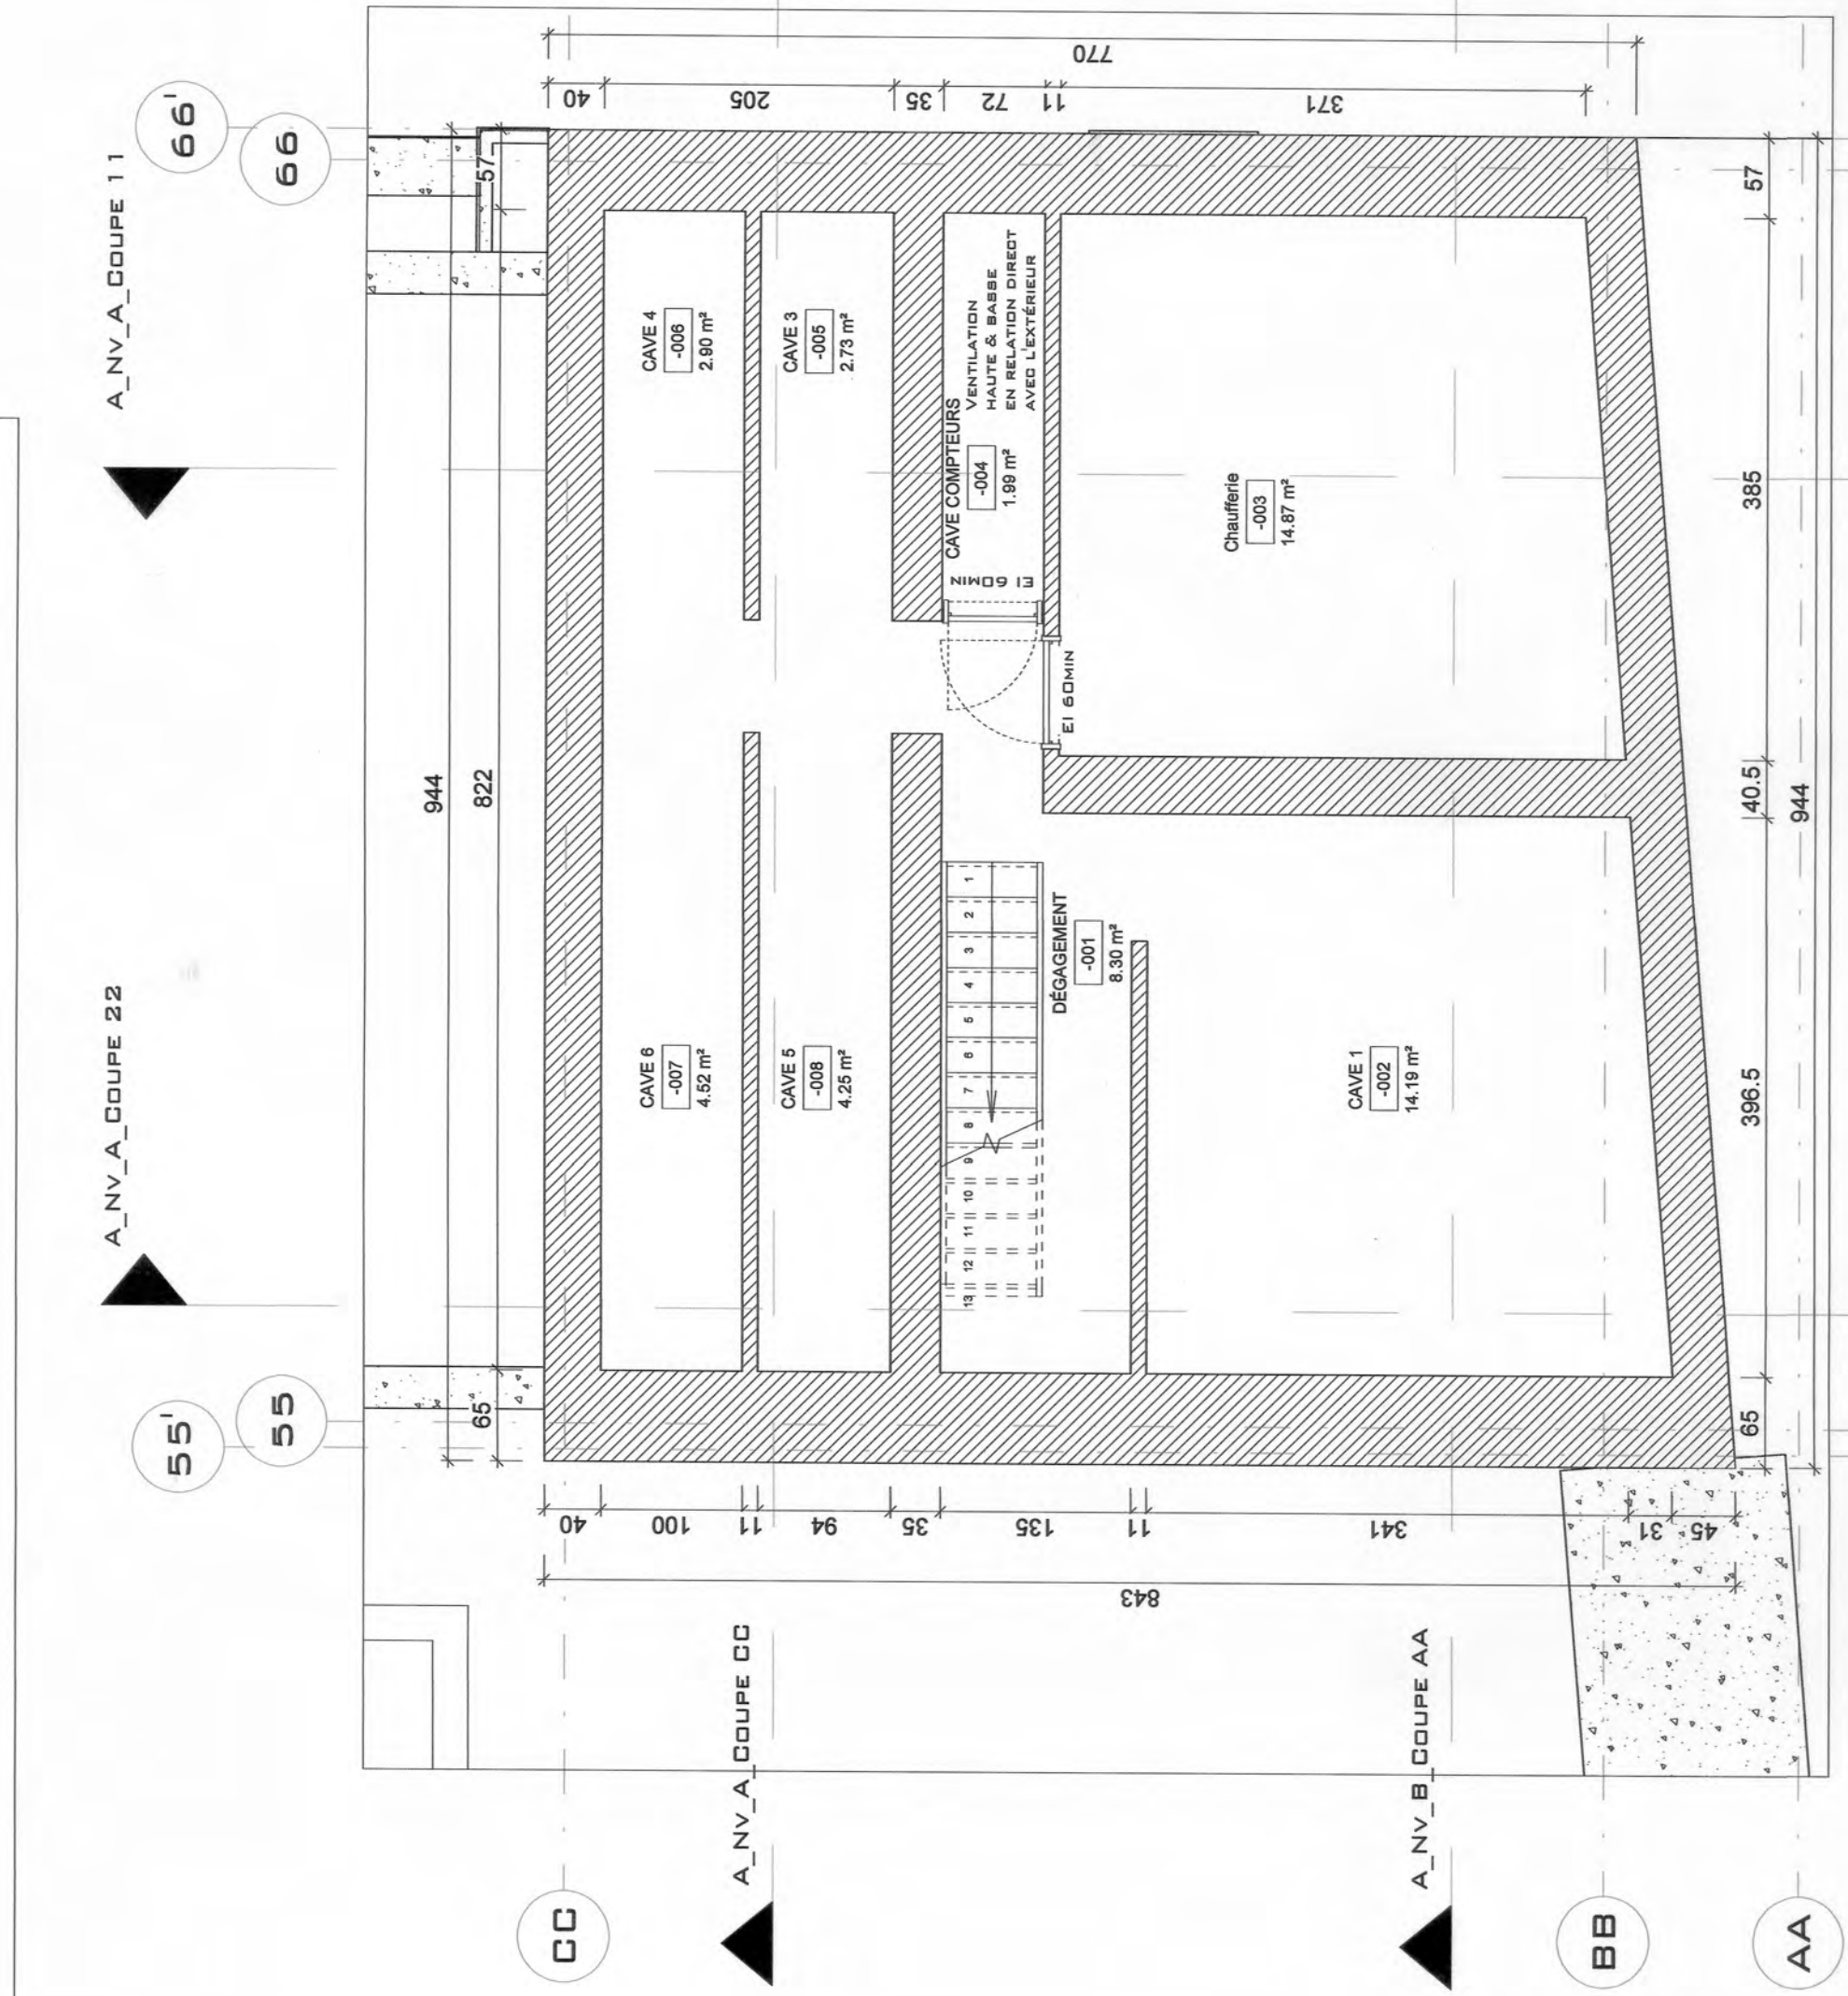 A_NV_A_COUPE 11
A_NV_A_COUPE 22
66'
66
55'
55
944
822
57
65
770
40
205
35
72
11
371
CAVE 4
-006
2.90 m²
CAVE 3
-005
2.73 m²
CAVE COMPTEURS
-004
1.99 m²
VENTILATION
HAUTE & BASSE
EN RELATION DIRECT
AVEC L'EXTÉRIEUR
EI 60MIN
EI 60MIN
Chaufferie
-003
14.87 m²
CAVE 6
-007
4.52 m²
CAVE 5
-008
4.25 m²
1
2
3
4
5
6
7
8
9
10
11
12
13
DÉGAGEMENT
-001
8.30 m²
CAVE 1
-002
14.19 m²
57
385
40.5
396.5
65
944
40
100
11
94
35
135
11
341
31
45
843
A_NV_A_COUPE CC
A_NV_B_COUPE AA
CC
BB
AA